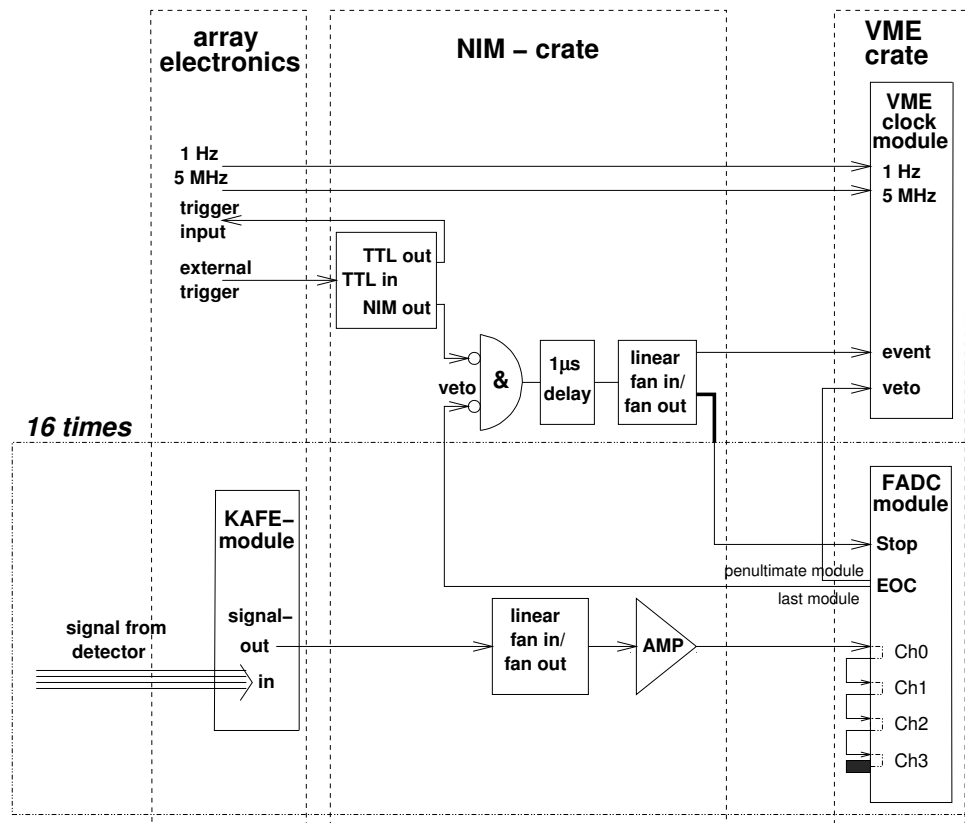 array
electronics
NIM – crate
VME
crate
VME
clock
module
1 Hz
5 MHz
1 Hz
5 MHz
trigger
input
external
trigger
TTL out
TTL in
NIM out
veto
&
1μs
delay
linear
fan in/
fan out
event
veto
16 times
KAFE–
module
signal–
out
in
signal from
detector
linear
fan in/
fan out
AMP
FADC
module
Stop
penultimate module
EOC
last module
Ch0
Ch1
Ch2
Ch3